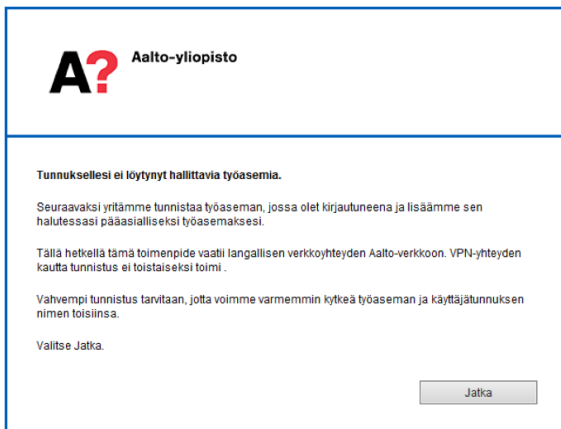 A?
Aalto-yliopisto
Tunnuksellesi ei löytynyt hallittavia työasemia.
Seuraavaksi yritämme tunnistaa työaseman, jossa olet kirjautuneena ja lisäämme sen
halutessasi pääasialliseksi työasemaksesi.
Tällä hetkellä tämä toimenpide vaatii langallisen verkkoyhteyden Aalto-verkkoon. VPN-yhteyden
kautta tunnistus ei toistaiseksi toimi .
Vahvempi tunnistus tarvitaan, jotta voimme varmemmin kytkeä työaseman ja käyttäjätunnuksen
nimen toisiinsa.
Valitse Jatka.
Jatka